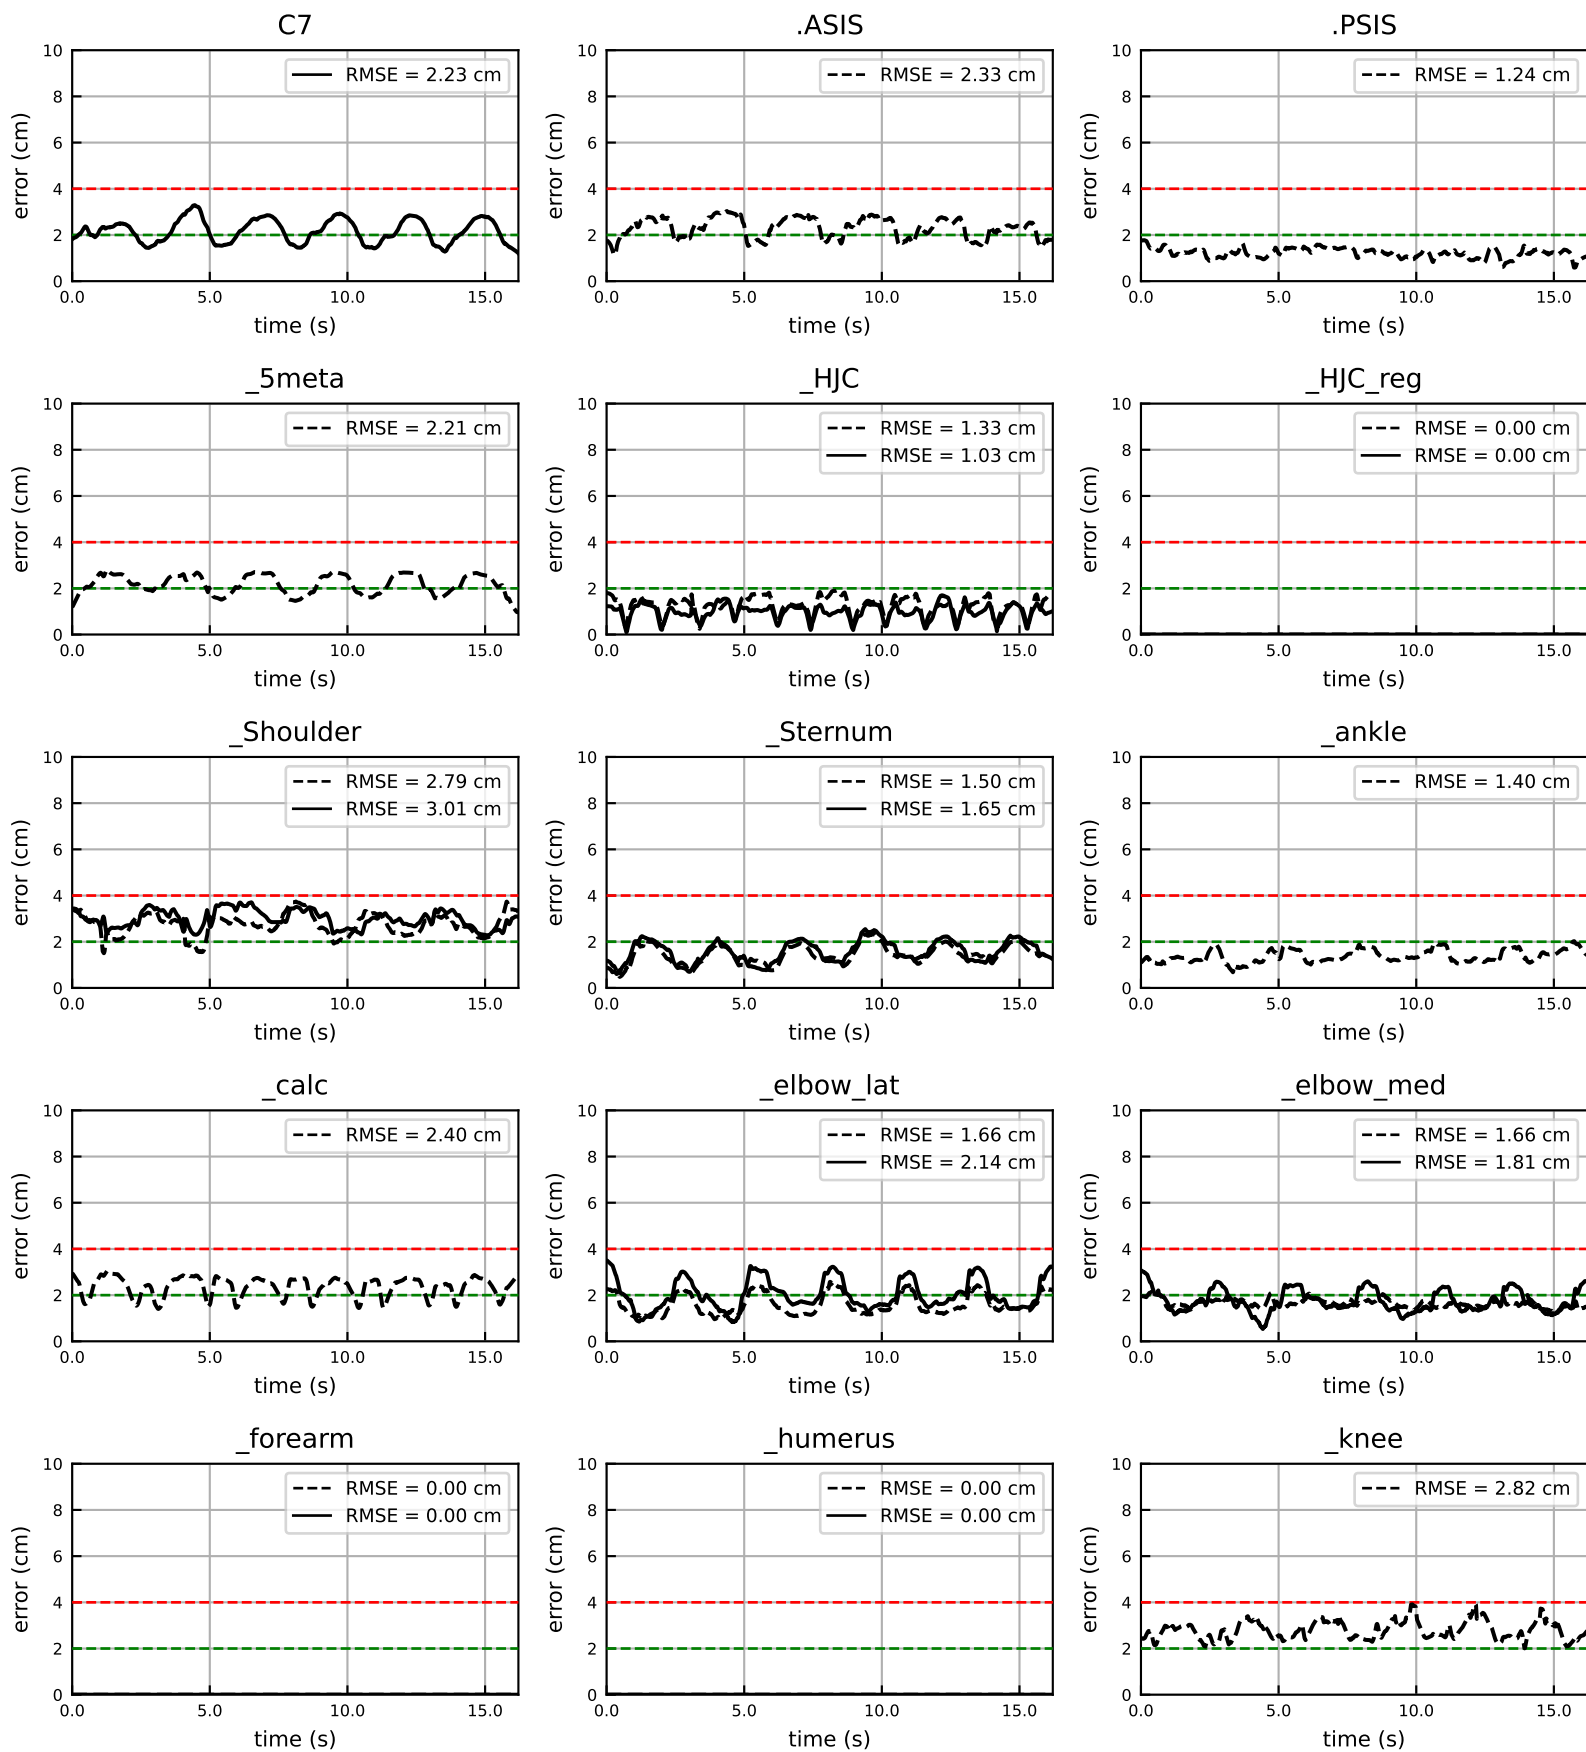 C7
.ASIS
.PSIS
10
8
6
4
2
0
error (cm)
RMSE = 2.23 cm
0.0
5.0
10.0
15.0
time (s)
10
8
6
4
2
0
error (cm)
RMSE = 2.33 cm
0.0
5.0
10.0
15.0
time (s)
10
8
6
4
2
0
error (cm)
RMSE = 1.24 cm
0.0
5.0
10.0
15.0
time (s)
_5meta
_HJC
_HJC_reg
10
8
6
4
2
0
error (cm)
RMSE = 2.21 cm
0.0
5.0
10.0
15.0
time (s)
10
8
6
4
2
0
error (cm)
RMSE = 1.33 cm
RMSE = 1.03 cm
0.0
5.0
10.0
15.0
time (s)
10
8
6
4
2
0
error (cm)
RMSE = 0.00 cm
RMSE = 0.00 cm
0.0
5.0
10.0
15.0
time (s)
_Shoulder
_Sternum
_ankle
10
8
6
4
2
0
error (cm)
RMSE = 2.79 cm
RMSE = 3.01 cm
0.0
5.0
10.0
15.0
time (s)
10
8
6
4
2
0
error (cm)
RMSE = 1.50 cm
RMSE = 1.65 cm
0.0
5.0
10.0
15.0
time (s)
10
8
6
4
2
0
error (cm)
RMSE = 1.40 cm
0.0
5.0
10.0
15.0
time (s)
_calc
_elbow_lat
_elbow_med
10
8
6
4
2
0
error (cm)
RMSE = 2.40 cm
0.0
5.0
10.0
15.0
time (s)
10
8
6
4
2
0
error (cm)
RMSE = 1.66 cm
RMSE = 2.14 cm
0.0
5.0
10.0
15.0
time (s)
10
8
6
4
2
0
error (cm)
RMSE = 1.66 cm
RMSE = 1.81 cm
0.0
5.0
10.0
15.0
time (s)
_forearm
_humerus
_knee
10
8
6
4
2
0
error (cm)
RMSE = 0.00 cm
RMSE = 0.00 cm
0.0
5.0
10.0
15.0
time (s)
10
8
6
4
2
0
error (cm)
RMSE = 0.00 cm
RMSE = 0.00 cm
0.0
5.0
10.0
15.0
time (s)
10
8
6
4
2
0
error (cm)
RMSE = 2.82 cm
0.0
5.0
10.0
15.0
time (s)